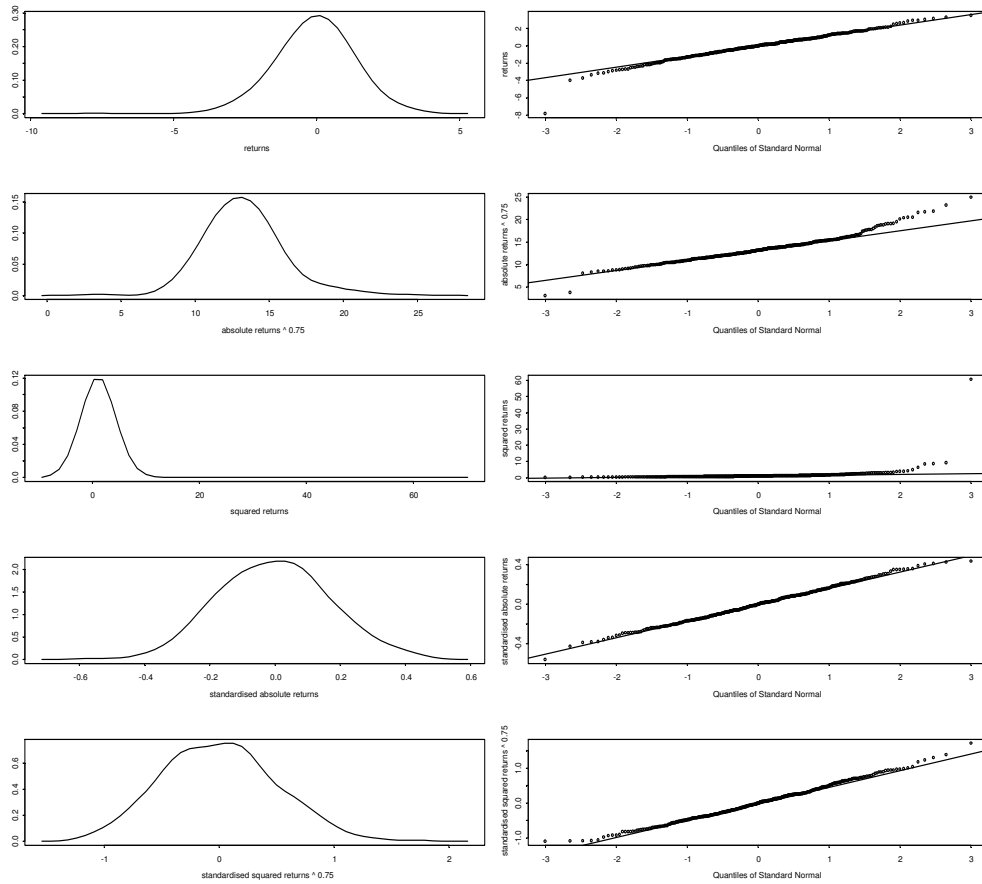 0.30
0.20
0.10
0.0
-10 -5 0 5
returns
returns
2
0
-2
-4
-6
-8
-3 -2 -1 0 1 2 3
Quantiles of Standard Normal
0.15
0.10
0.05
0.0
0 5 10 15 20 25
absolute returns ^ 0.75
absolute returns ^ 0.75
25
20
15
10
5
-3 -2 -1 0 1 2 3
Quantiles of Standard Normal
0.12
0.08
0.04
0.0
0 20 40 60
squared returns
squared returns
60
50
40
30
20
10
0
-3 -2 -1 0 1 2 3
Quantiles of Standard Normal
2.0
1.5
1.0
0.5
0.0
-0.6 -0.4 -0.2 0.0 0.2 0.4 0.6
standardised absolute returns
standardised absolute returns
0.4
0.0
-0.4
-3 -2 -1 0 1 2 3
Quantiles of Standard Normal
0.6
0.4
0.2
0.0
-1 0 1 2
standardised squared returns ^ 0.75
standardised squared returns ^ 0.75
1.0
0.0
-1.0
-3 -2 -1 0 1 2 3
Quantiles of Standard Normal